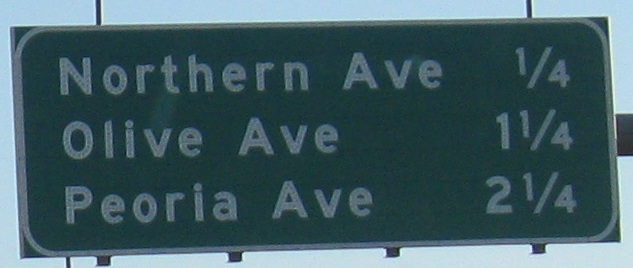 Northern Ave 1/4
Olive Ave 1 1/4
Peoria Ave 2 1/4